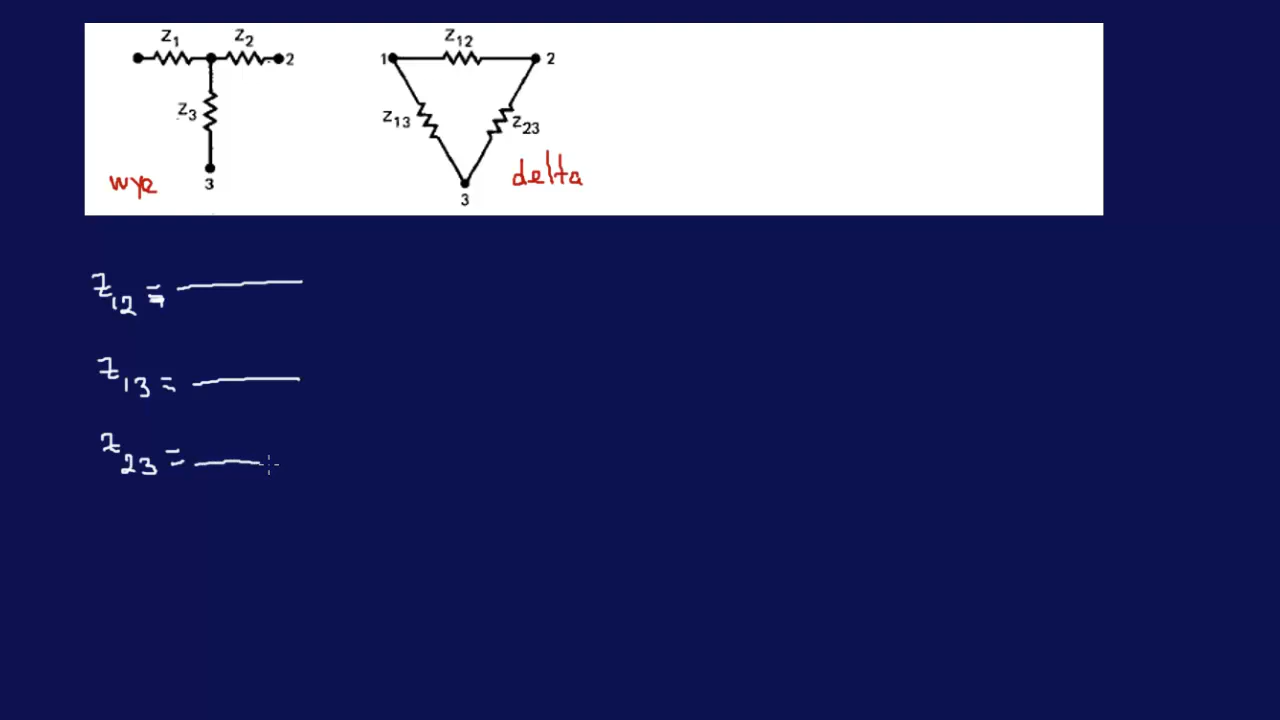 Z1 Z2 2
Z3
3
wye
Z12
1 2
Z13 Z23
3
delta
Z12 =
Z13 =
Z23 =